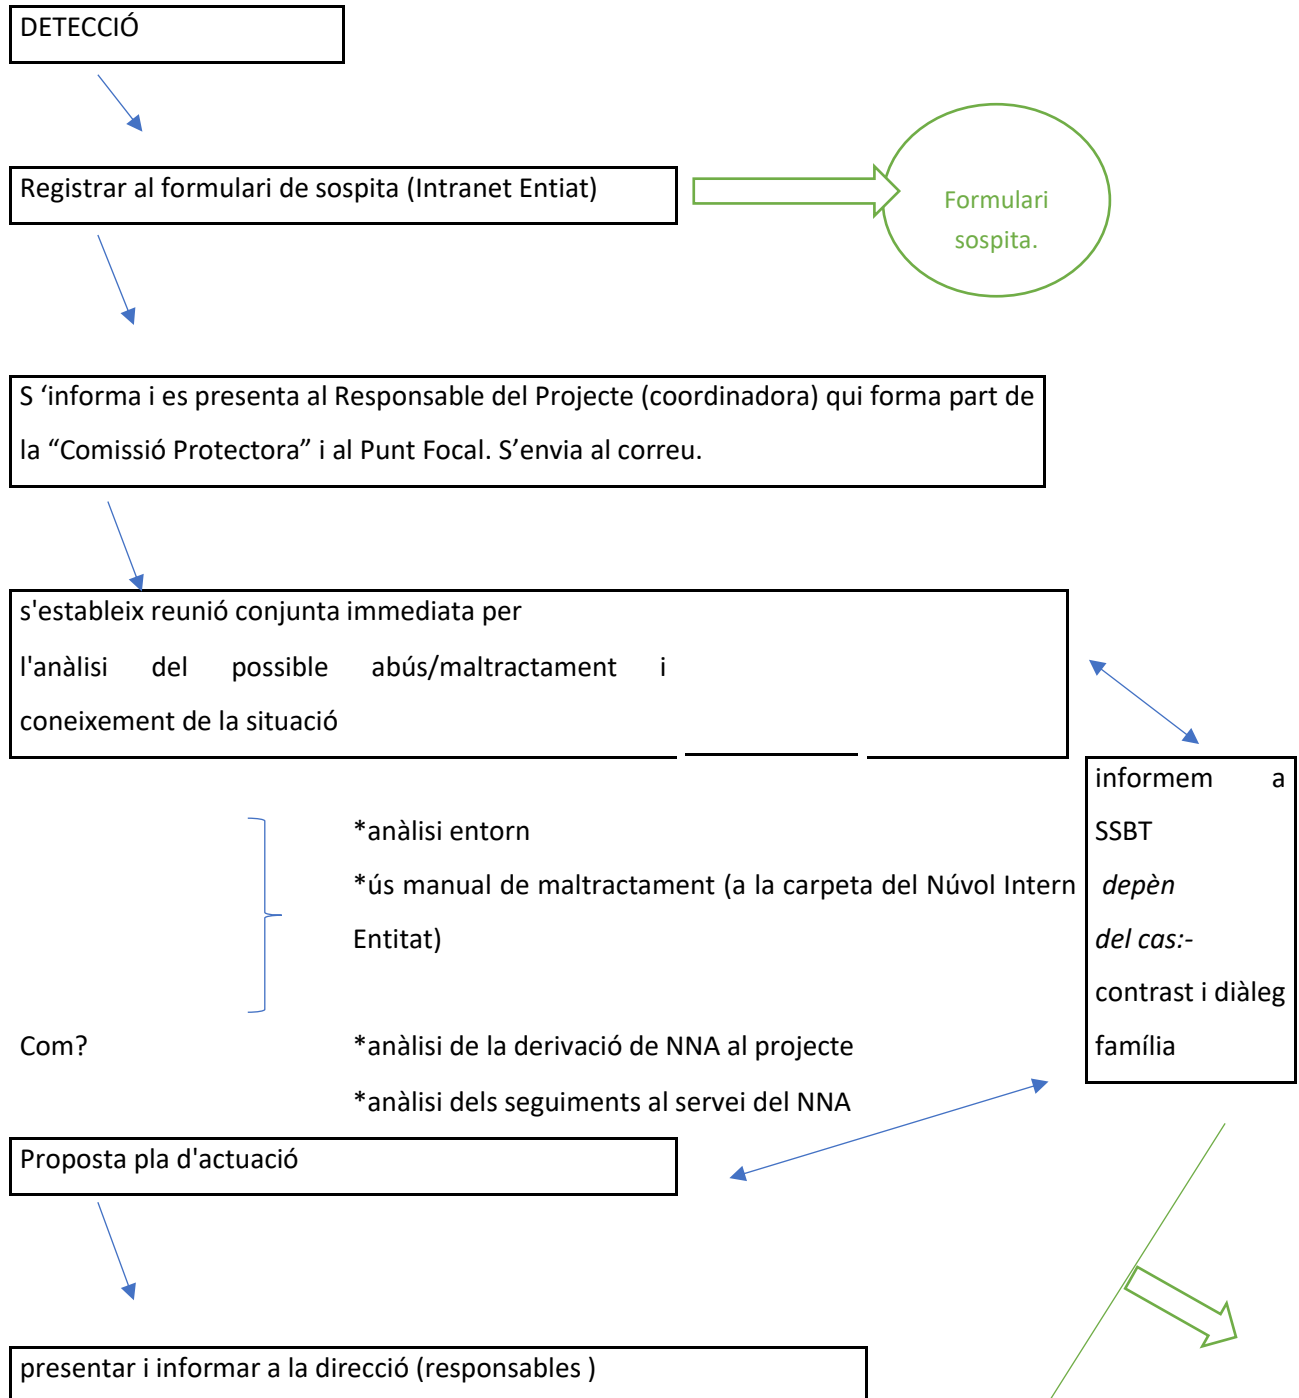 DETECCIÓ
Registrar al formulari de sospita (Intranet Entiat)
Formulari
sospita.
S ‘informa i es presenta al Responsable del Projecte (coordinadora) qui forma part de
la “Comissió Protectora” i al Punt Focal. S’envia al correu.
s'estableix reunió conjunta immediata per
l'anàlisi del possible abús/maltractament i
coneixement de la situació
informem a
SSBT
depèn
del cas:-
contrast i diàleg
família
*anàlisi entorn
*ús manual de maltractament (a la carpeta del Núvol Intern
Entitat)
Com? *anàlisi de la derivació de NNA al projecte
*anàlisi dels seguiments al servei del NNA
Proposta pla d'actuació
presentar i informar a la direcció (responsables )